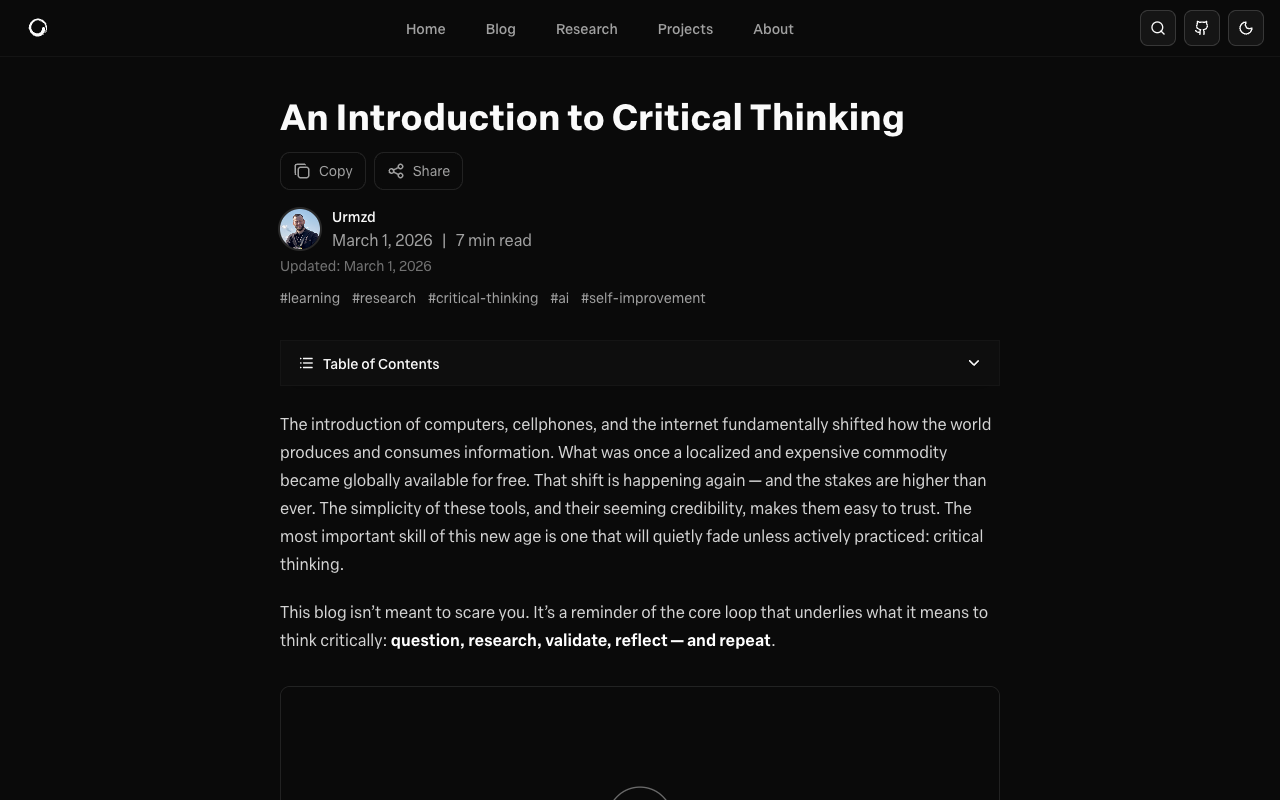 Home Blog Research Projects About
An Introduction to Critical Thinking
Copy Share
Urmzd
March 1, 2026 | 7 min read
Updated: March 1, 2026
#learning #research #critical-thinking #ai #self-improvement
Table of Contents
The introduction of computers, cellphones, and the internet fundamentally shifted how the world
produces and consumes information. What was once a localized and expensive commodity
became globally available for free. That shift is happening again — and the stakes are higher than
ever. The simplicity of these tools, and their seeming credibility, makes them easy to trust. The
most important skill of this new age is one that will quietly fade unless actively practiced: critical
thinking.
This blog isn’t meant to scare you. It’s a reminder of the core loop that underlies what it means to
think critically: question, research, validate, reflect — and repeat.